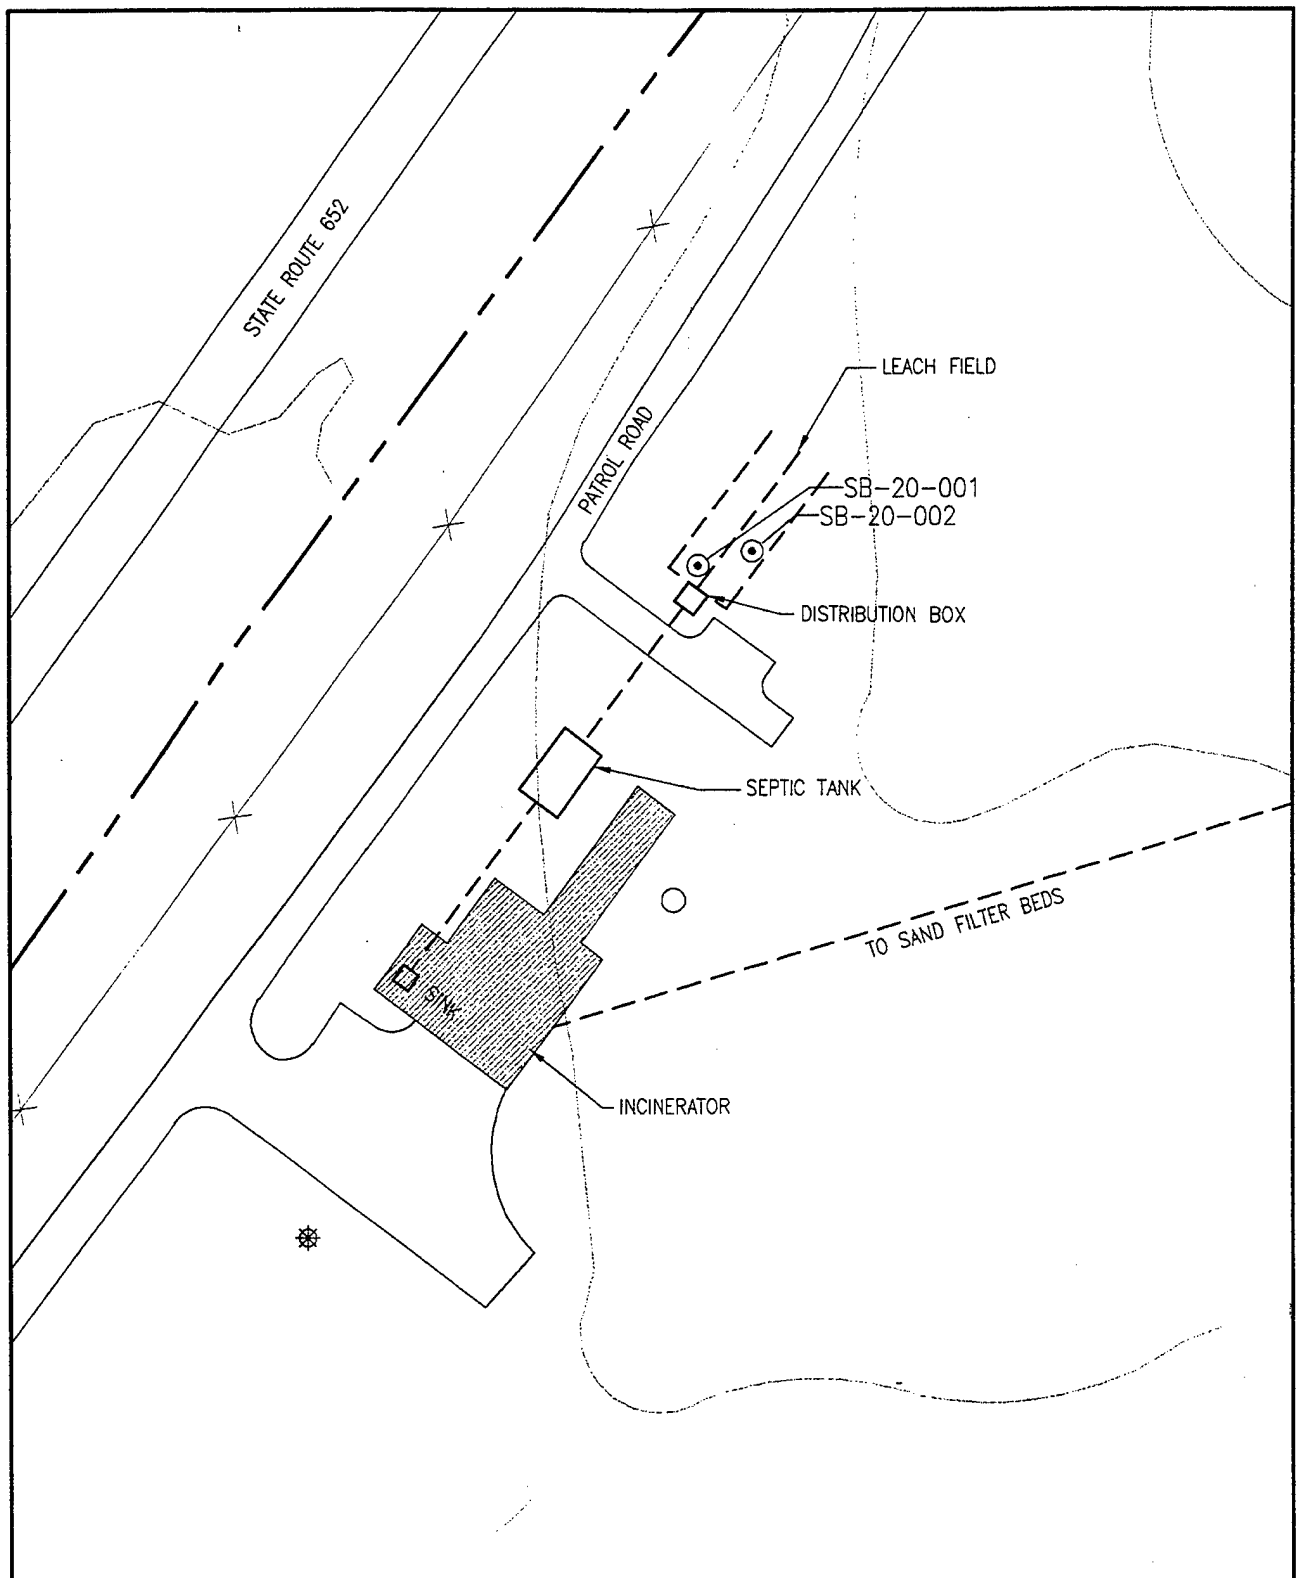 STATE ROUTE 652
LEACH FIELD
PATROL ROAD
SB-20-001
SB-20-002
DISTRIBUTION BOX
SEPTIC TANK
TO SAND FILTER BEDS
SINK
INCINERATOR